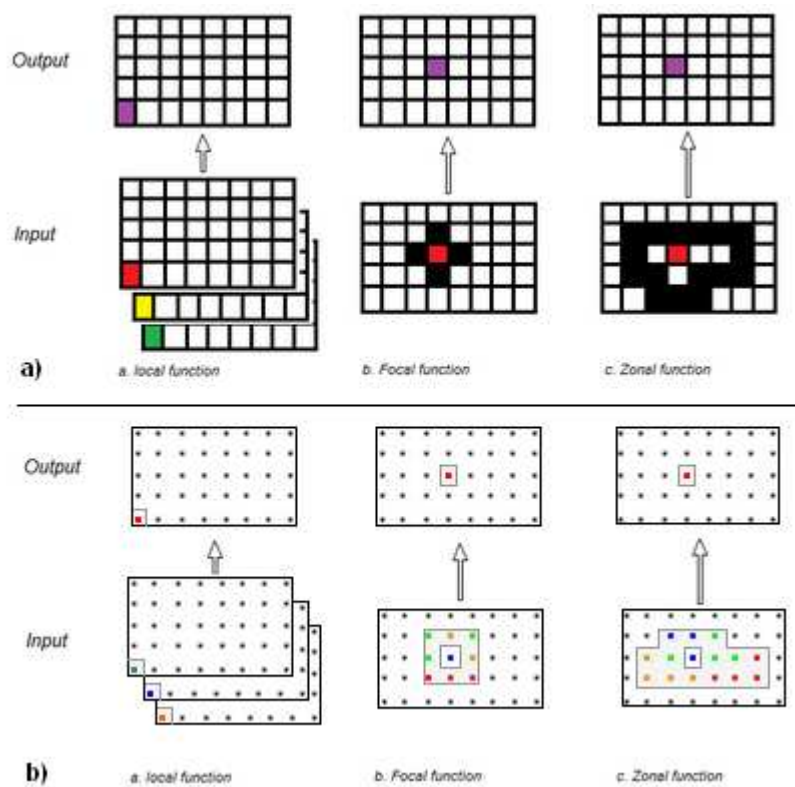 Output
Input
a)
a. local function
b. Focal function
c. Zonal function
Output
Input
b)
a. local function
b. Focal function
c. Zonal function